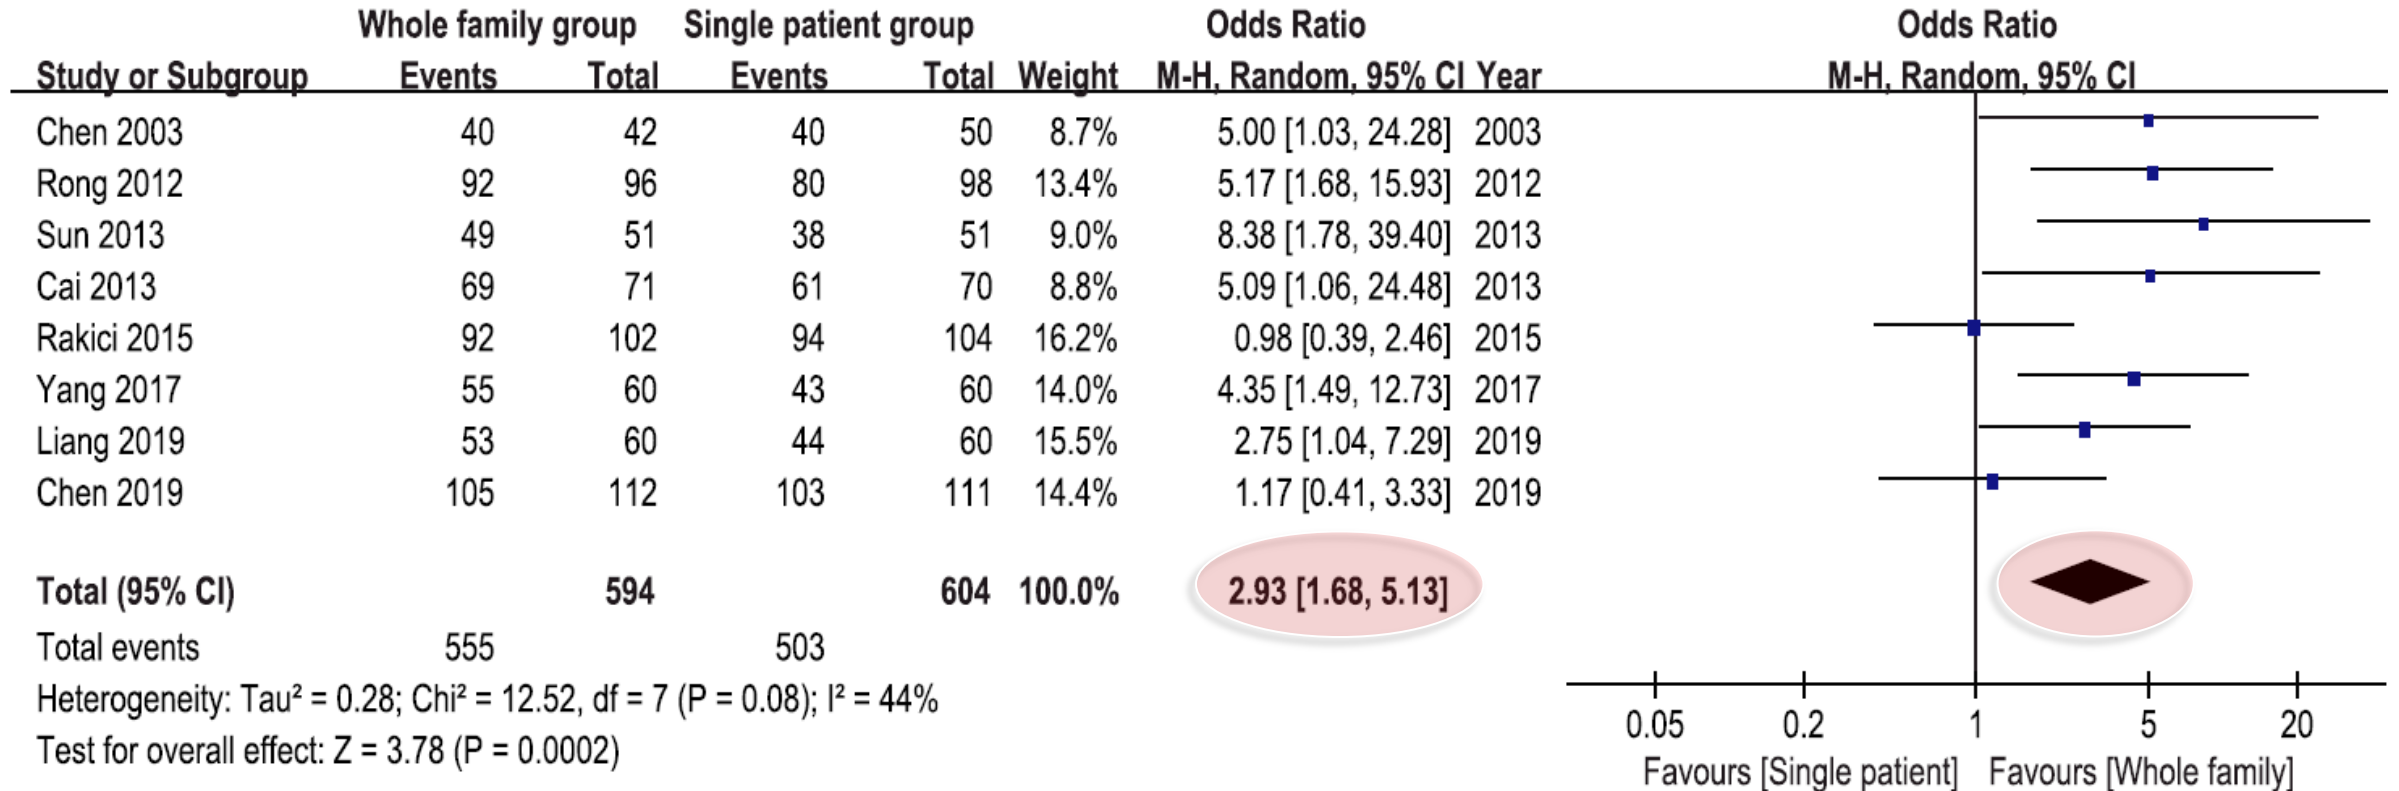 Whole family group Single patient group Odds Ratio Odds Ratio
Study or Subgroup Events Total Events Total Weight M-H, Random, 95% CI Year M-H, Random, 95% CI
Chen 2003 40 42 40 50 8.7% 5.00 [1.03, 24.28] 2003
Rong 2012 92 96 80 98 13.4% 5.17 [1.68, 15.93] 2012
Sun 2013 49 51 38 51 9.0% 8.38 [1.78, 39.40] 2013
Cai 2013 69 71 61 70 8.8% 5.09 [1.06, 24.48] 2013
Rakici 2015 92 102 94 104 16.2% 0.98 [0.39, 2.46] 2015
Yang 2017 55 60 43 60 14.0% 4.35 [1.49, 12.73] 2017
Liang 2019 53 60 44 60 15.5% 2.75 [1.04, 7.29] 2019
Chen 2019 105 112 103 111 14.4% 1.17 [0.41, 3.33] 2019
Total (95% CI) 594 604 100.0% 2.93 [1.68, 5.13]
Total events 555 503
Heterogeneity: Tau² = 0.28; Chi² = 12.52, df = 7 (P = 0.08); I² = 44%
Test for overall effect: Z = 3.78 (P = 0.0002)
0.05 0.2 1 5 20
Favours [Single patient] Favours [Whole family]